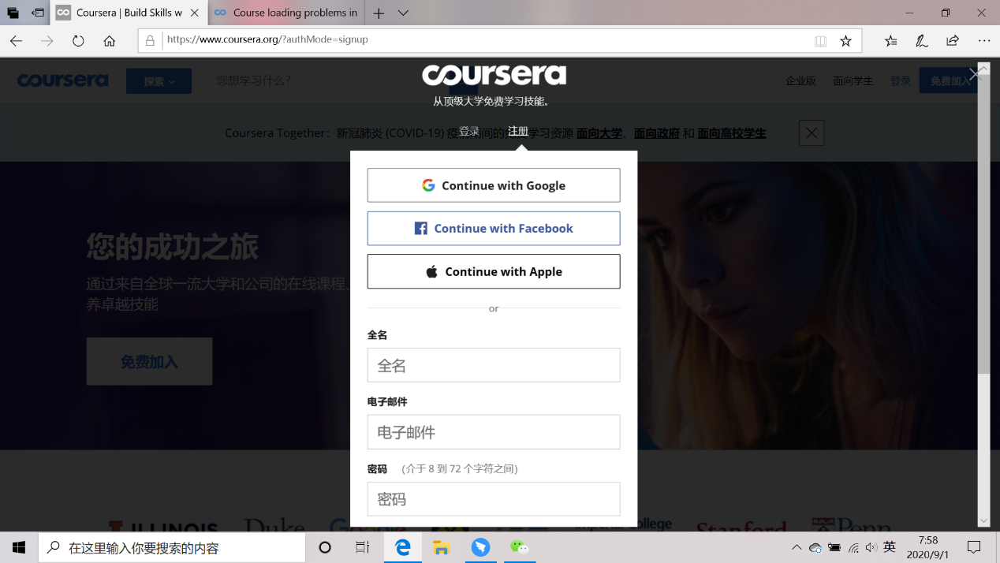 Coursera | Build Skills w
Course loading problems in
https://www.coursera.org/?authMode=signup
coursera
探索
您想学习什么?
企业版
面向学生
登录
免费加入
coursera
从顶级大学免费学习技能。
Coursera Together：新冠肺炎 (COVID-19) 疫情期间的免费学习资源 面向大学、面向政府 和 面向高校学生
登录
注册
Continue with Google
Continue with Facebook
Continue with Apple
or
您的成功之旅
通过来自全球一流大学和公司的在线课程、
养卓越技能
免费加入
全名
全名
电子邮件
电子邮件
密码 (介于 8 到 72 个字符之间)
密码
ILLINOIS
Duke
Imperial College
Stanford
Penn
在这里输入你要搜索的内容
英
7:58
2020/9/1